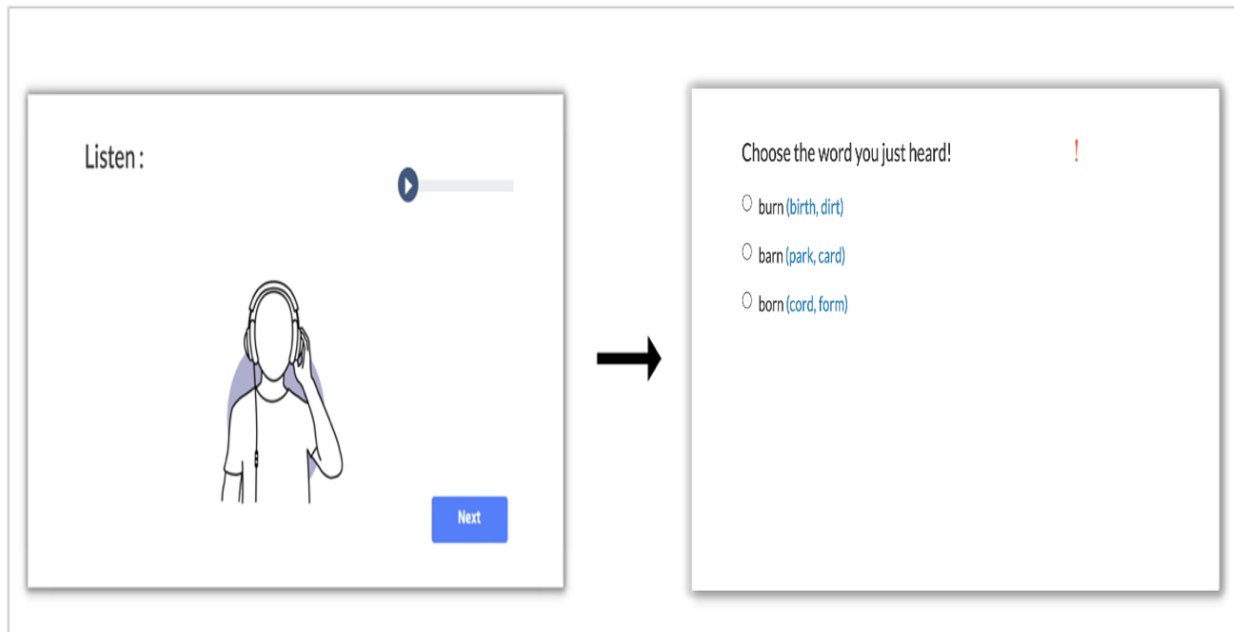 Listen :
Next
Choose the word you just heard! !
burn (birth, dirt)
barn (park, card)
born (cord, form)